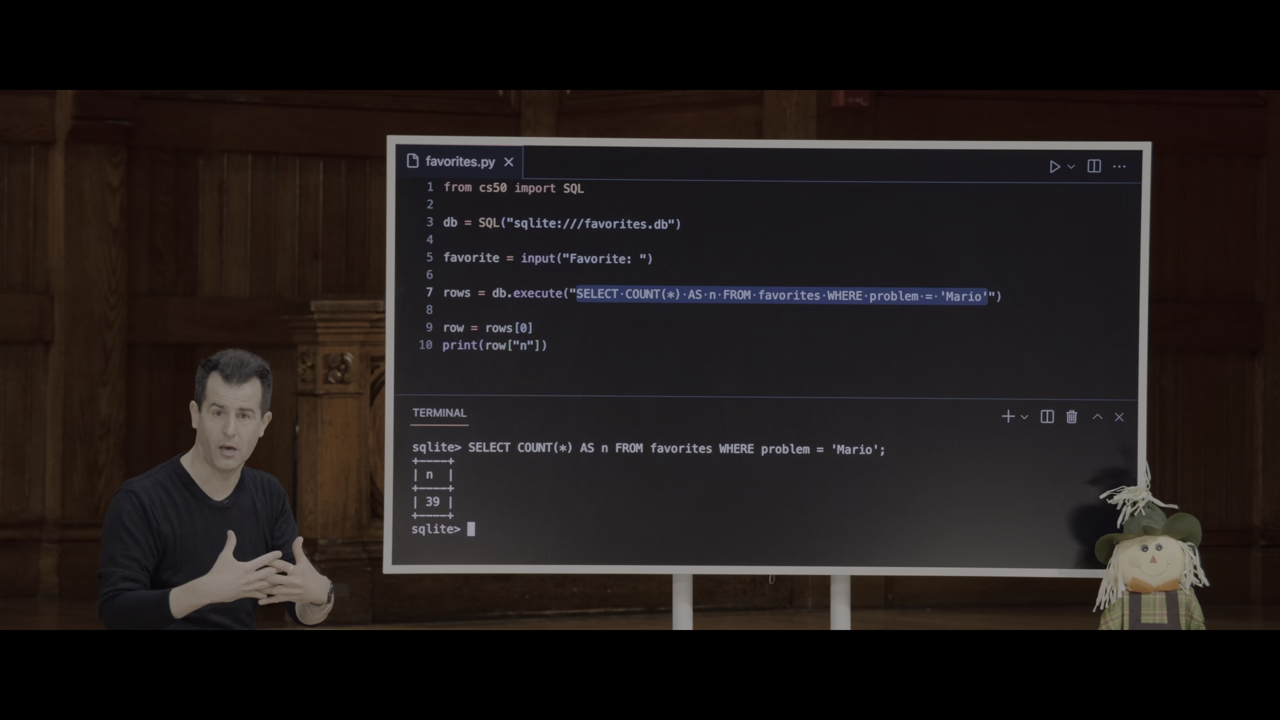 favorites.py
1 from cs50 import SQL
2
3 db = SQL("sqlite:///favorites.db")
4
5 favorite = input("Favorite: ")
6
7 rows = db.execute("SELECT·COUNT(*)·AS·n·FROM·favorites·WHERE·problem·=·'Mario'")
8
9 row = rows[0]
10 print(row["n"])
TERMINAL
sqlite> SELECT COUNT(*) AS n FROM favorites WHERE problem = 'Mario';
+----+
| n |
+----+
| 39 |
+----+
sqlite>